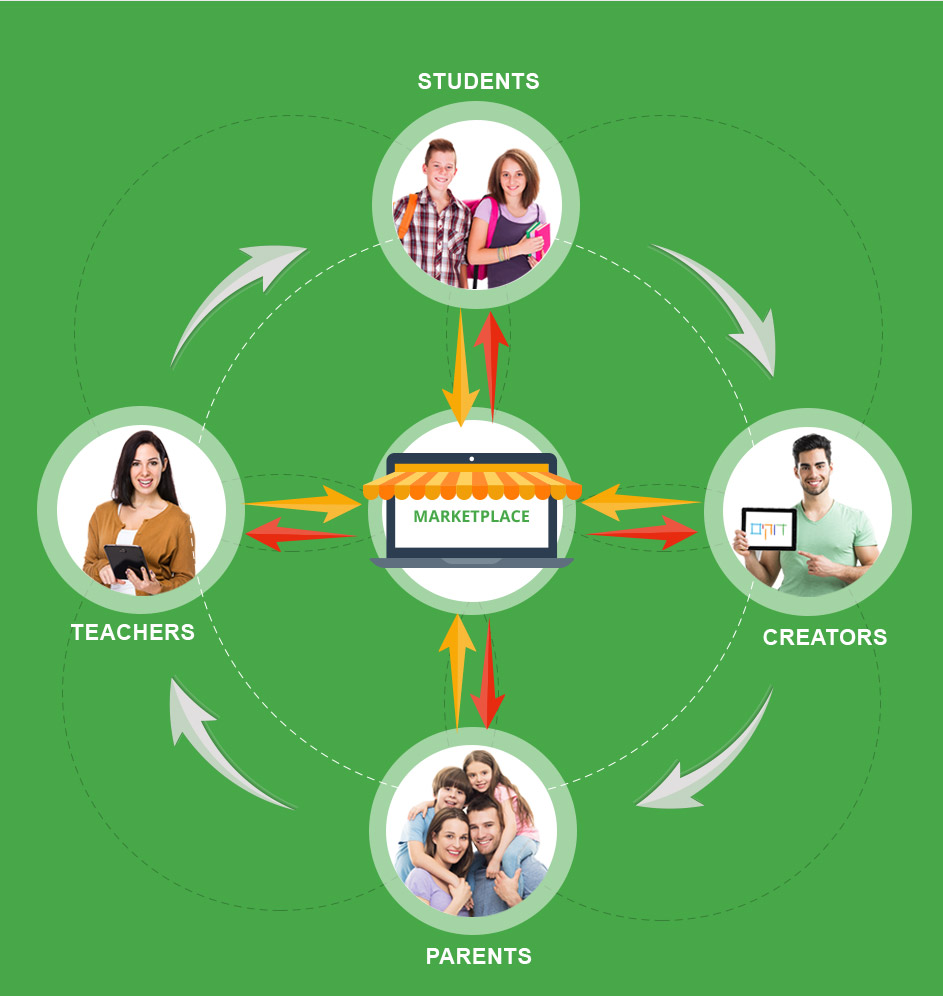 STUDENTS
MARKETPLACE
TEACHERS
CREATORS
PARENTS